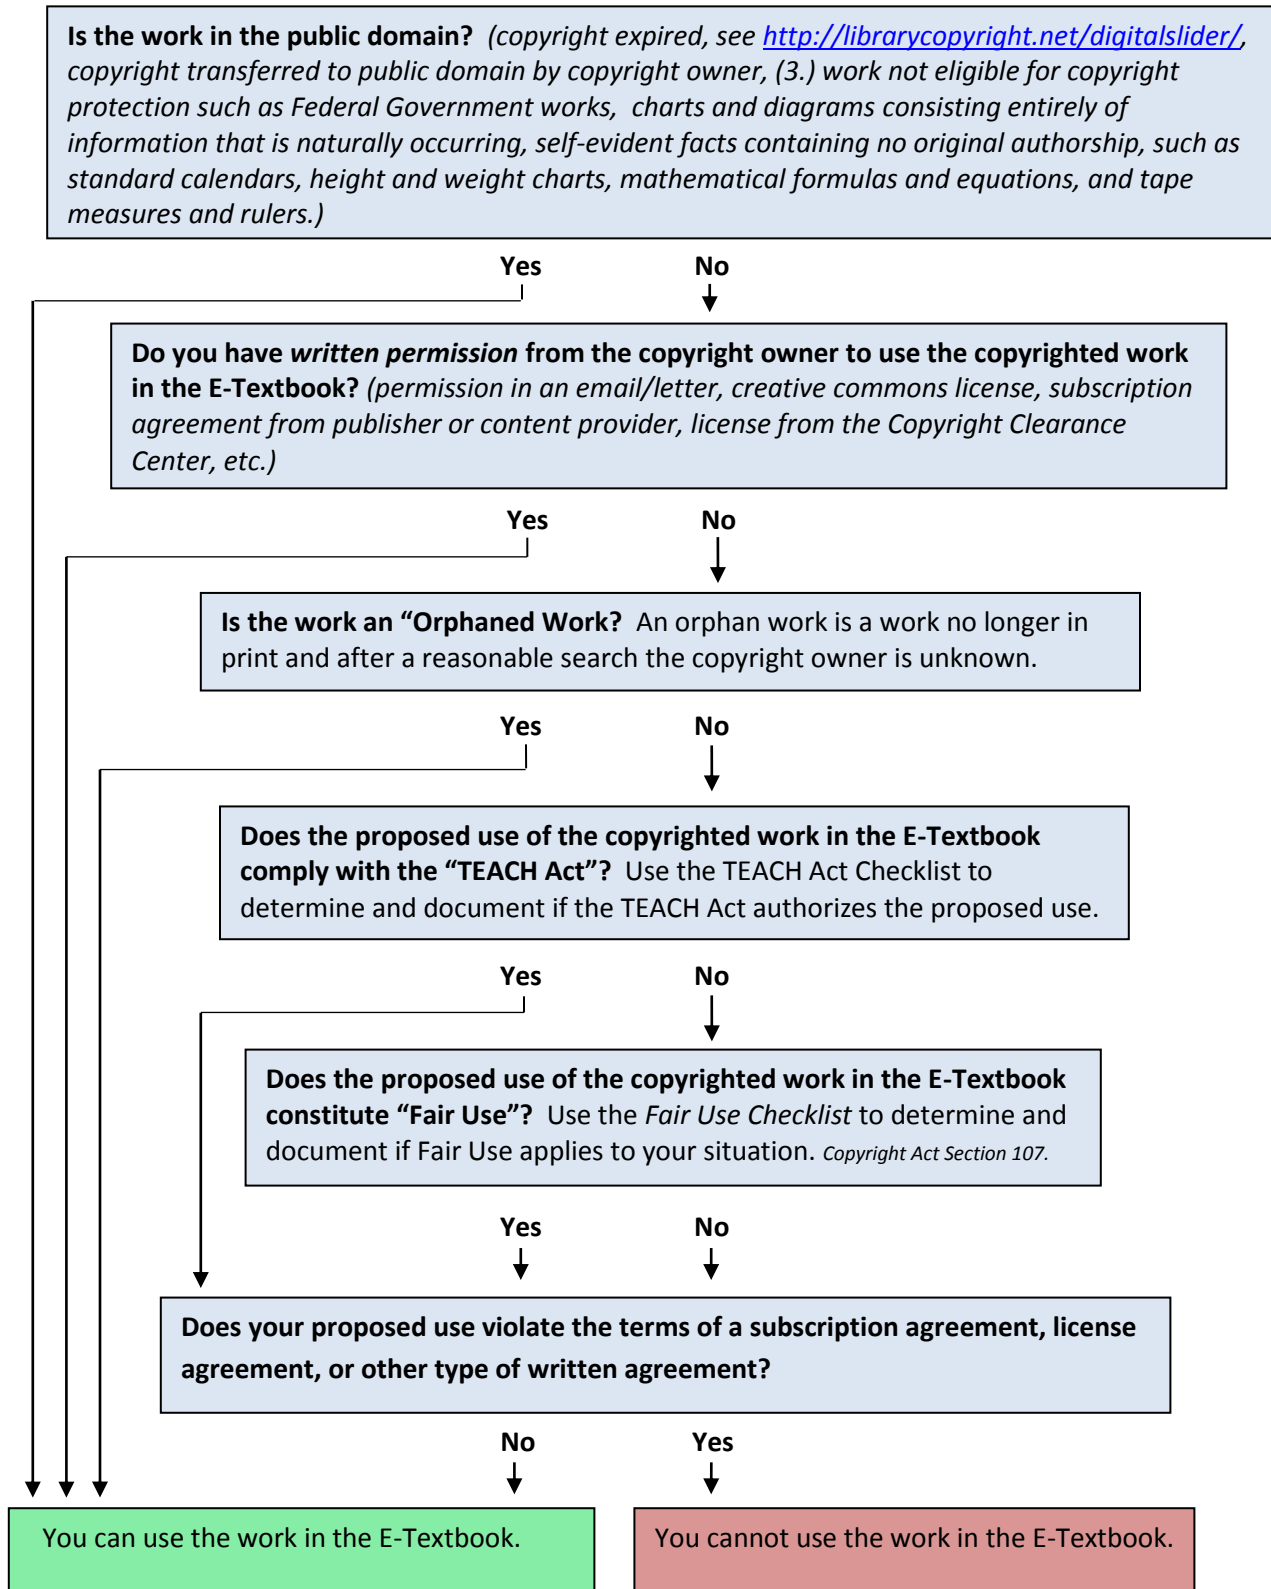 Is the work in the public domain?  (copyright expired, see http://librarycopyright.net/digitalslider/,
copyright transferred to public domain by copyright owner, (3.) work not eligible for copyright
protection such as Federal Government works,  charts and diagrams consisting entirely of
information that is naturally occurring, self-evident facts containing no original authorship, such as
standard calendars, height and weight charts, mathematical formulas and equations, and tape
measures and rulers.)
Yes No
Do you have written permission from the copyright owner to use the copyrighted work
in the E-Textbook? (permission in an email/letter, creative commons license, subscription
agreement from publisher or content provider, license from the Copyright Clearance
Center, etc.)
Yes No
Is the work an “Orphaned Work?  An orphan work is a work no longer in
print and after a reasonable search the copyright owner is unknown.
Yes No
Does the proposed use of the copyrighted work in the E-Textbook
comply with the “TEACH Act”?  Use the TEACH Act Checklist to
determine and document if the TEACH Act authorizes the proposed use.
Yes No
Does the proposed use of the copyrighted work in the E-Textbook
constitute “Fair Use”?  Use the Fair Use Checklist to determine and
document if Fair Use applies to your situation. Copyright Act Section 107.
Yes No
Does your proposed use violate the terms of a subscription agreement, license
agreement, or other type of written agreement?
No Yes
You can use the work in the E-Textbook.
You cannot use the work in the E-Textbook.